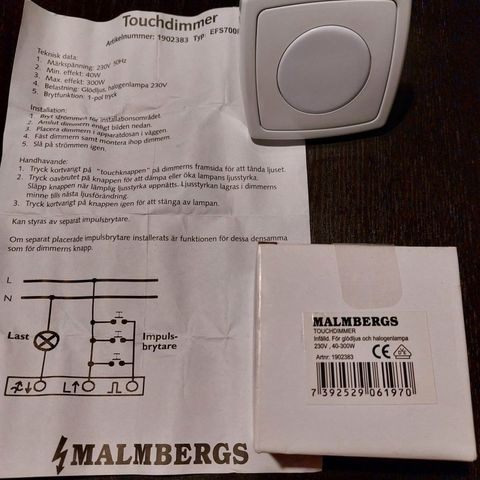 Touchdimmer
Artikelnummer: 1902383 Typ EFS700
Teknisk data:
1. Märkspänning: 230V 50Hz
2. Min. effekt: 40W
3. Max. effekt: 300W
4. Belastning: Glödljus, halogenlampa 230V
5. Brytfunktion: 1-pol tryck
Installation:
1. Bryt strömmen för installationsområdet.
2. Anslut dimmern enligt bilden nedan.
3. Placera dimmern i apparatdosan i väggen.
4. Fäst dimmern samt montera ihop dimmern.
5. Slå på strömmen igen.
Handhavande:
1. Tryck kortvarigt på "touchknappen" på dimmerns framsida för att tända ljuset.
2. Tryck oavbrutet på knappen för att dämpa eller öka lampans ljusstyrka.
Släpp knappen när lämplig ljusstyrka uppnåtts. Ljusstyrkan lagras i dimmerns
minne till nästa ljusförändring.
3. Tryck kortvarigt på knappen igen för att stänga av lampan.
Kan styras av separat impulsbrytare.
Om separat placerade impulsbrytare installerats är funktionen för dessa densamma
som för dimmerns knapp.
L
N
Last
Impuls-
brytare
L
MALMBERGS
MALMBERGS
TOUCHDIMMER
Infälld. För glödljus och halogenlampa
230V , 40-300W
Artnr: 1902383
CE
7 392529 061970